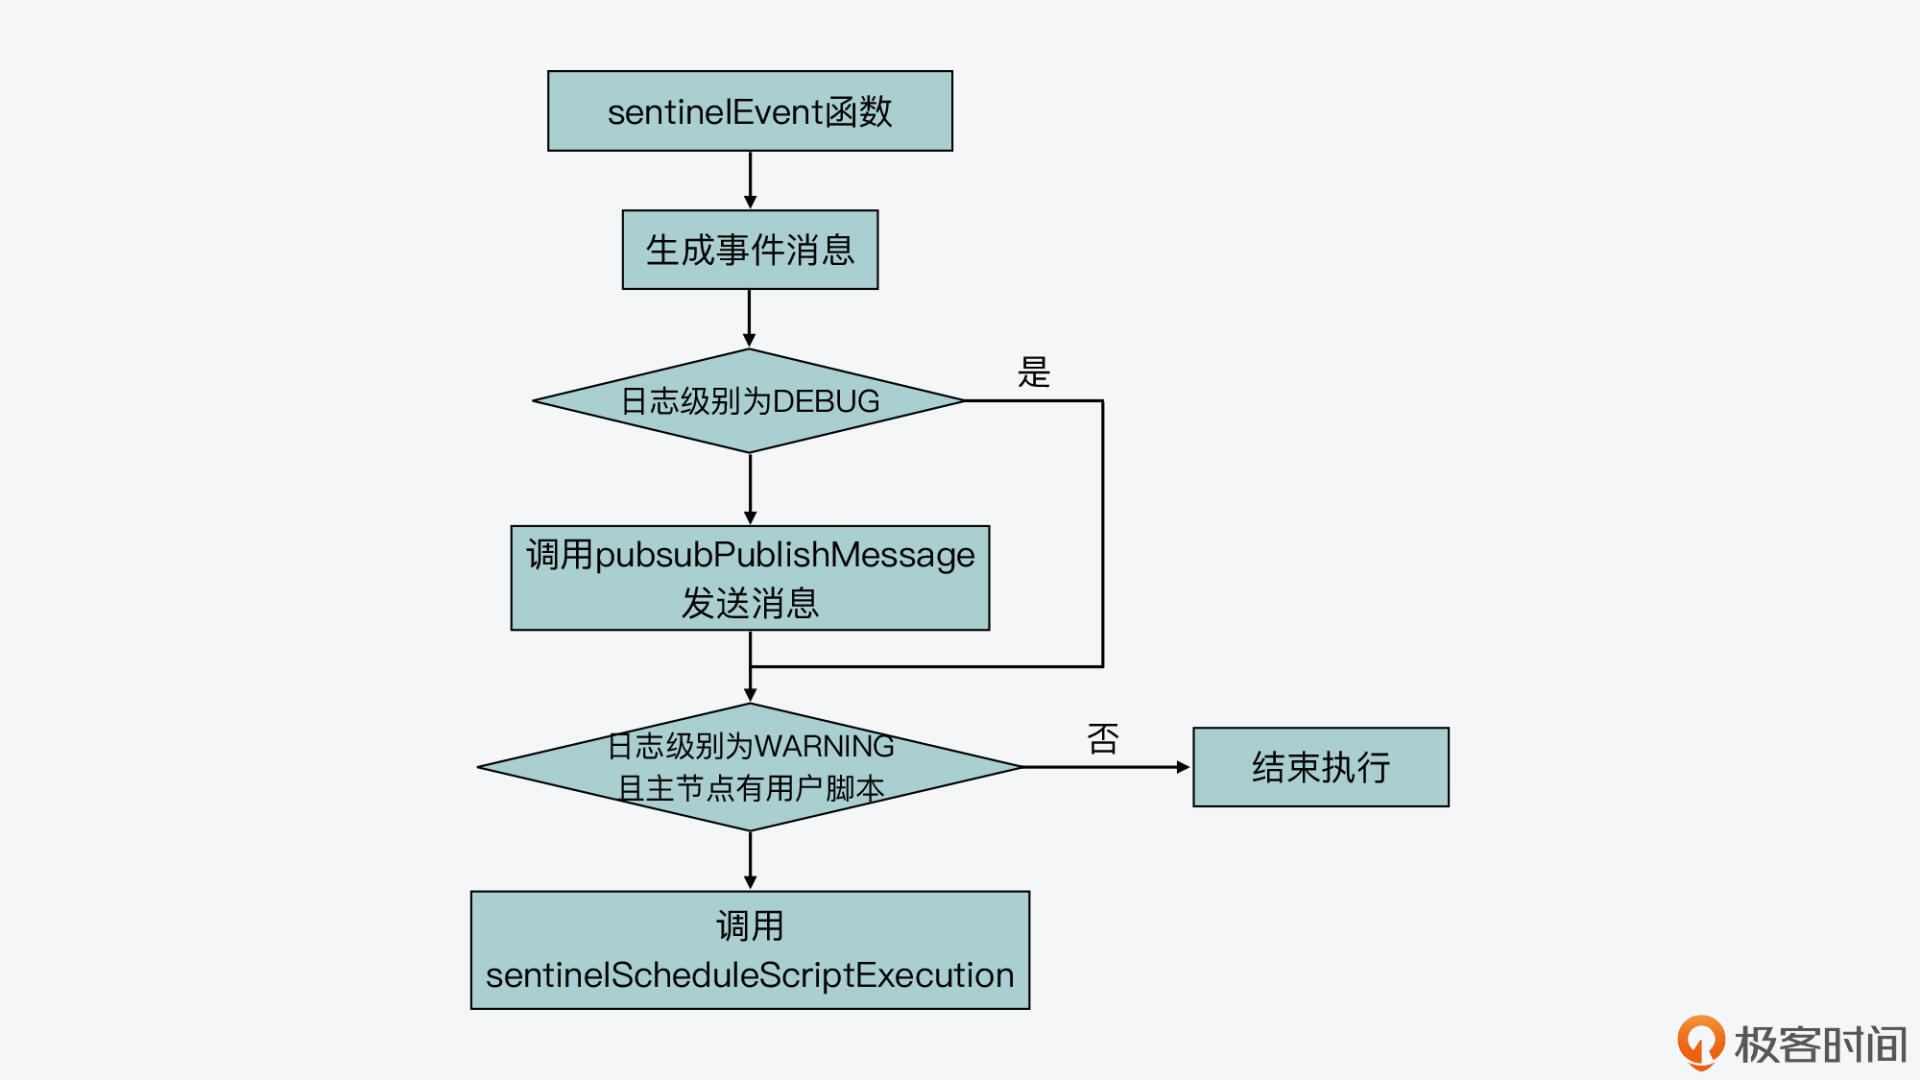 sentinelEvent函数
生成事件消息
日志级别为DEBUG
是
调用pubsubPublishMessage
发送消息
日志级别为WARNING
且主节点有用户脚本
否
结束执行
调用
sentinelScheduleScriptExecution
极客时间